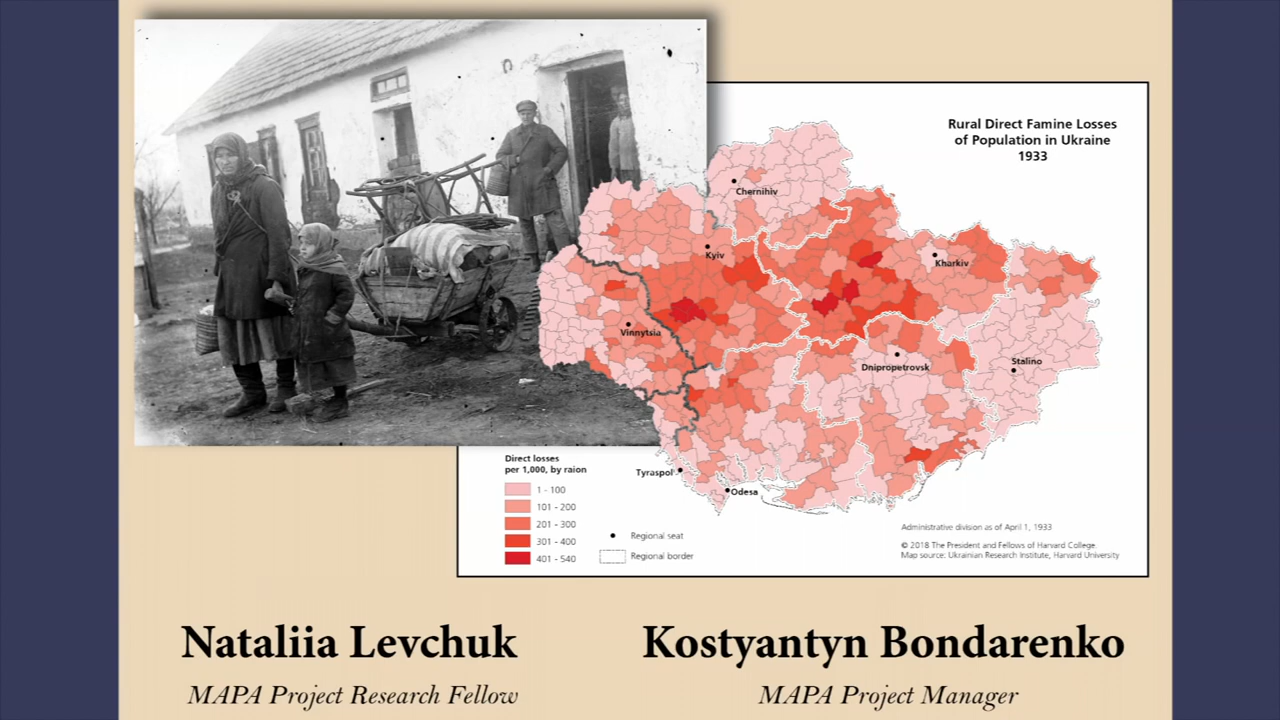 Rural Direct Famine Losses
of Population in Ukraine
1933
Chernihiv
Kyiv
Kharkiv
Vinnytsia
Stalino
Dnipropetrovsk
Tyraspol
Odesa
Direct losses
per 1,000, by raion
1 - 100
101 - 200
201 - 300
301 - 400
401 - 540
Regional seat
Regional border
Administrative division as of April 1, 1933
© 2018 The President and Fellows of Harvard College.
Map source: Ukrainian Research Institute, Harvard University
Nataliia Levchuk
MAPA Project Research Fellow
Kostyantyn Bondarenko
MAPA Project Manager